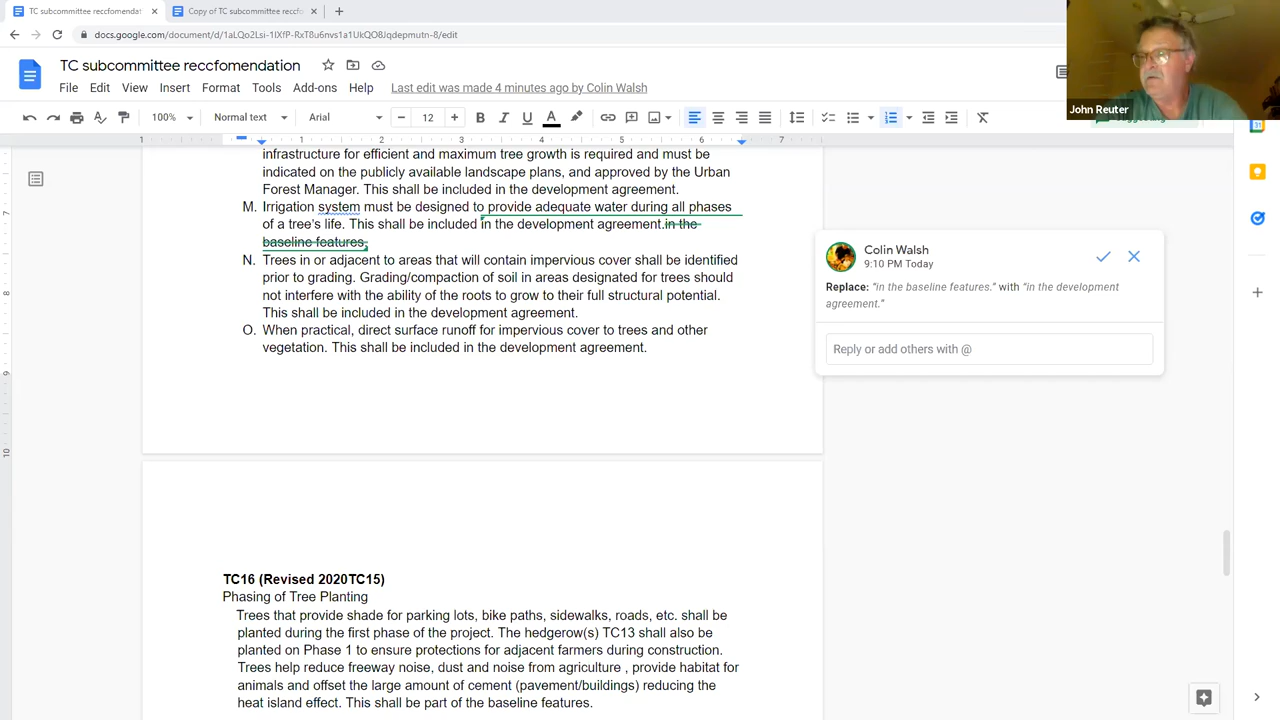 TC subcommittee reccfomendat
Copy of TC subcommittee reccfo
docs.google.com/document/d/1aLQo2Lsi-1IXfP-RxT8u6nvs1a1UkQO8Jqdepmutn-8/edit
TC subcommittee reccfomendation
File Edit View Insert Format Tools Add-ons Help Last edit was made 4 minutes ago by Colin Walsh
John Reuter
100% Normal text Arial 12
1 1 2 3 4 5 6 7
infrastructure for efficient and maximum tree growth is required and must be
indicated on the publicly available landscape plans, and approved by the Urban
Forest Manager. This shall be included in the development agreement.
M. Irrigation system must be designed to provide adequate water during all phases
of a tree's life. This shall be included in the development agreement.in the
baseline features.
N. Trees in or adjacent to areas that will contain impervious cover shall be identified
prior to grading. Grading/compaction of soil in areas designated for trees should
not interfere with the ability of the roots to grow to their full structural potential.
This shall be included in the development agreement.
O. When practical, direct surface runoff for impervious cover to trees and other
vegetation. This shall be included in the development agreement.
Colin Walsh
9:10 PM Today
Replace: "in the baseline features." with "in the development
agreement."
Reply or add others with @
TC16 (Revised 2020TC15)
Phasing of Tree Planting
Trees that provide shade for parking lots, bike paths, sidewalks, roads, etc. shall be
planted during the first phase of the project. The hedgerow(s) TC13 shall also be
planted on Phase 1 to ensure protections for adjacent farmers during construction.
Trees help reduce freeway noise, dust and noise from agriculture , provide habitat for
animals and offset the large amount of cement (pavement/buildings) reducing the
heat island effect. This shall be part of the baseline features.